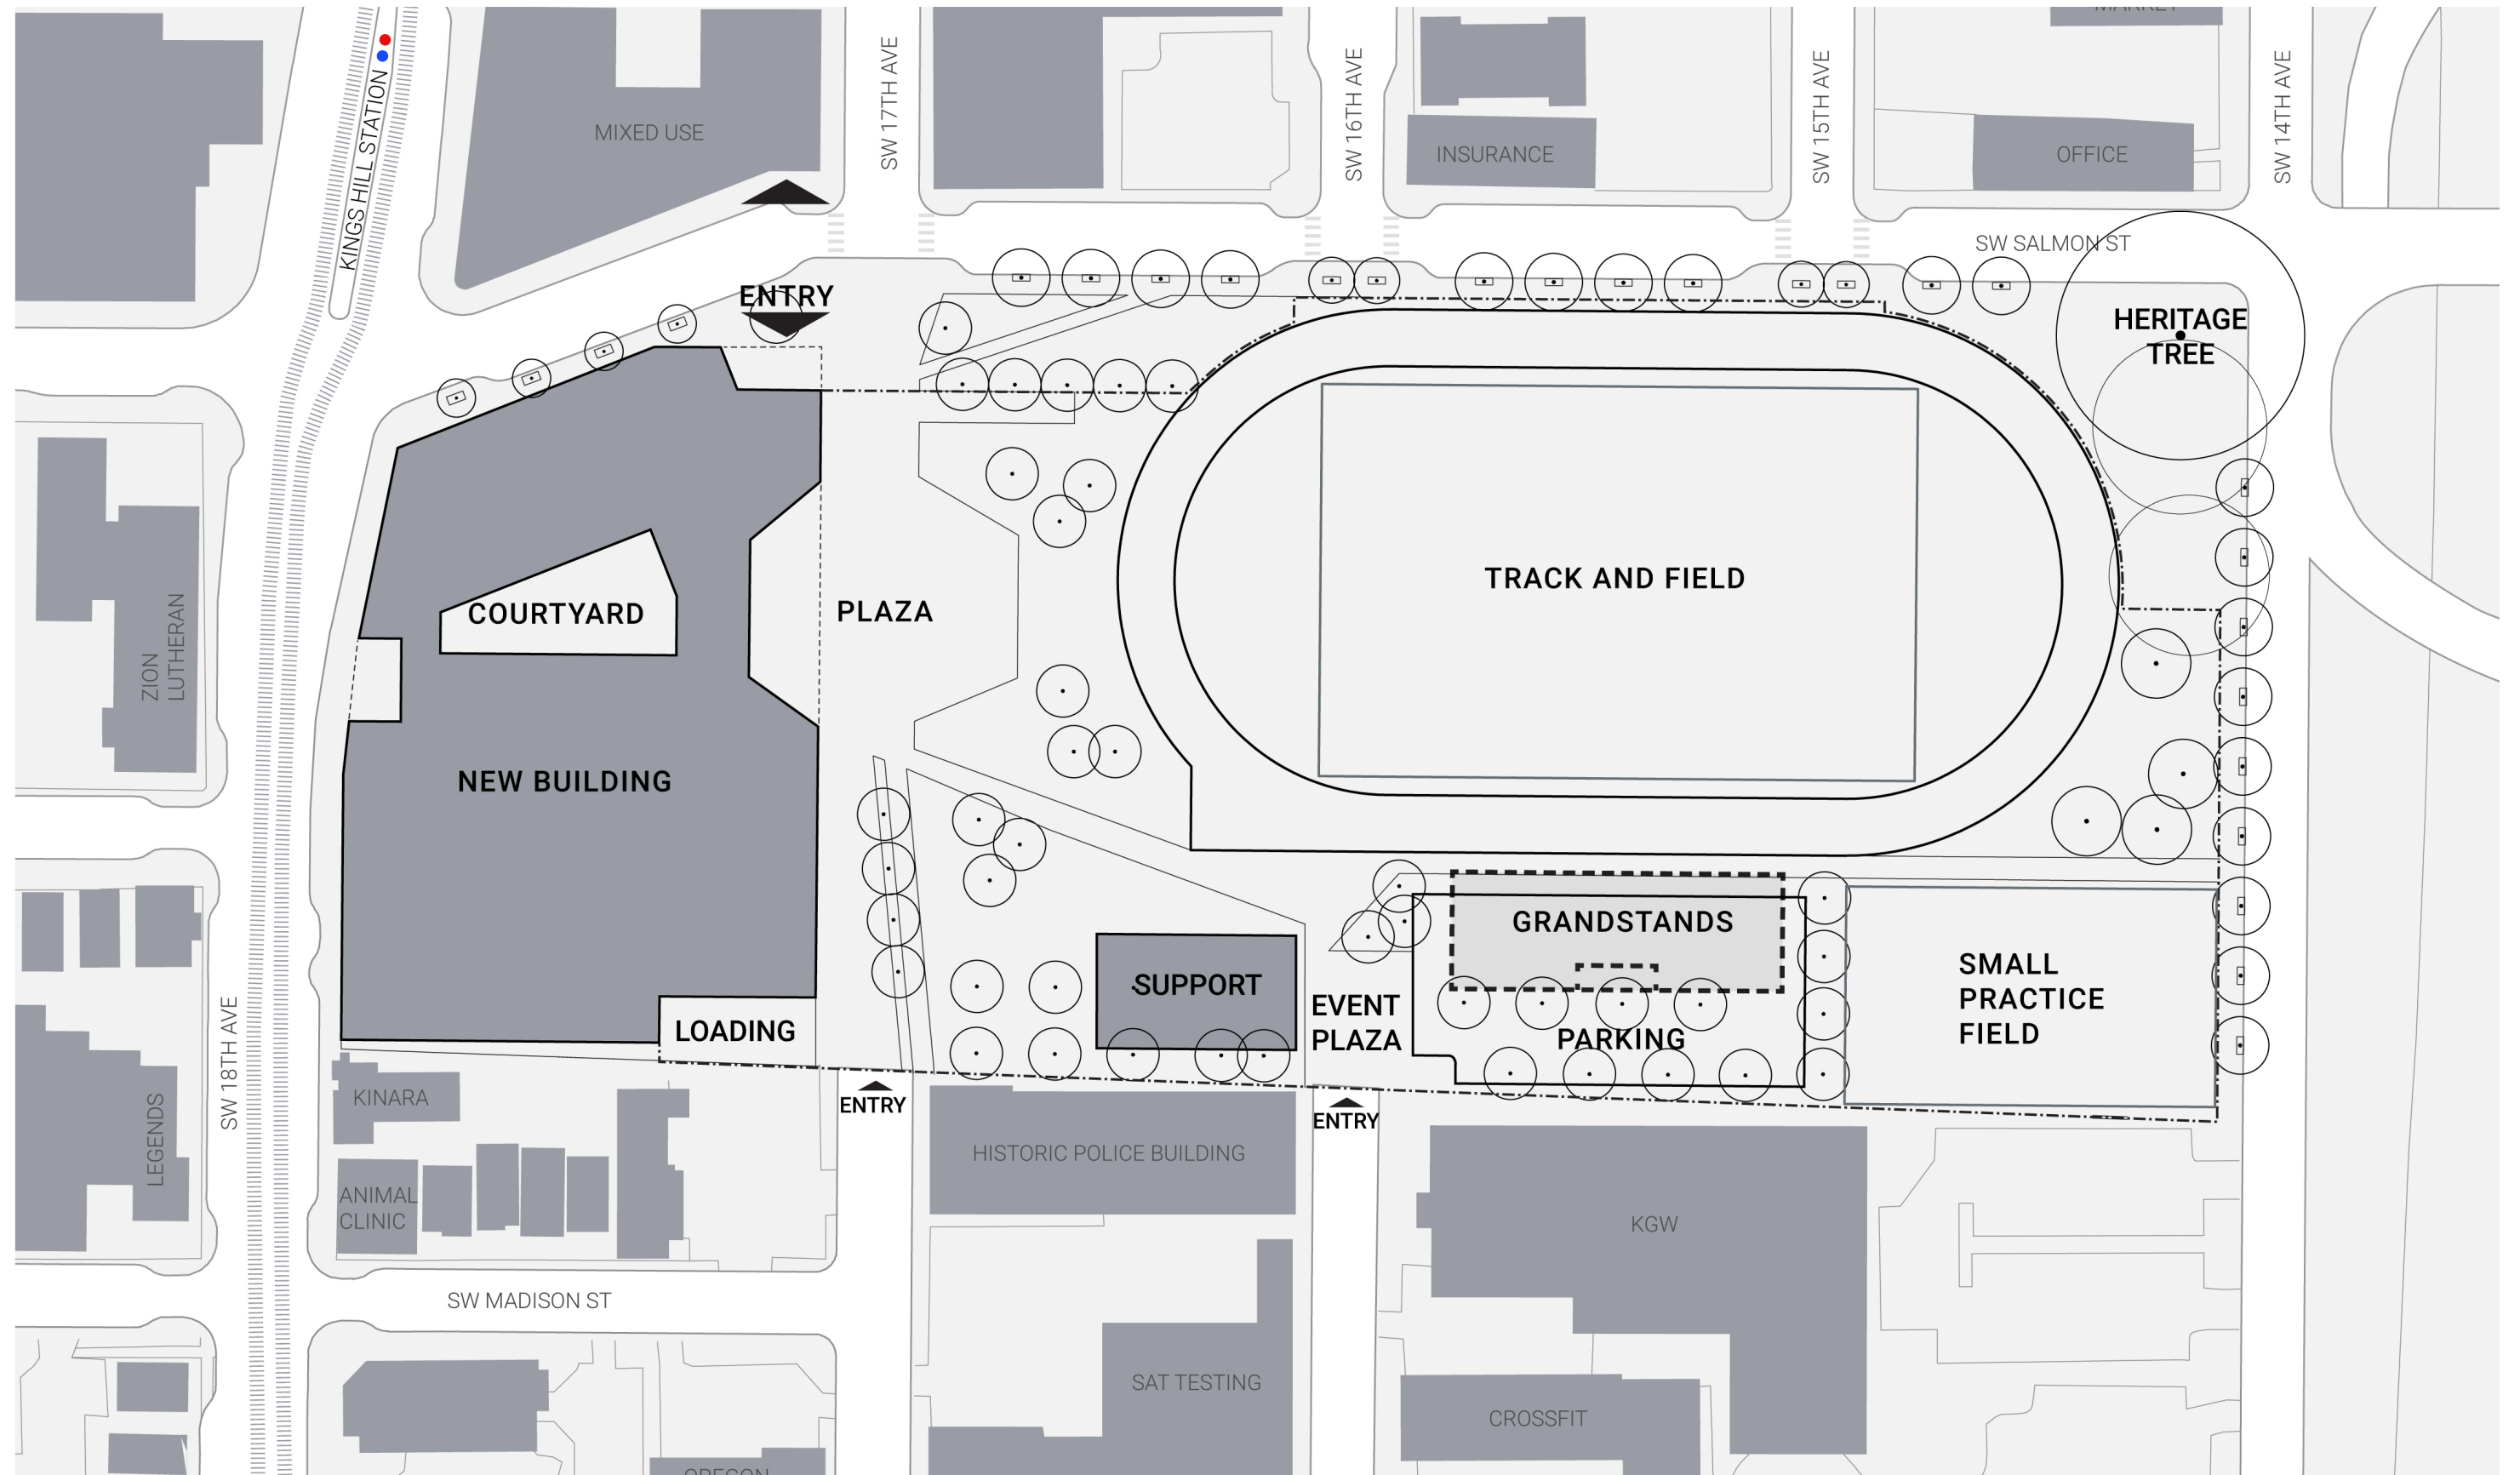 MARKET
KINGS HILL STATION
MIXED USE
SW 17TH AVE
SW 16TH AVE
INSURANCE
SW 15TH AVE
OFFICE
SW 14TH AVE
SW SALMON ST
ENTRY
HERITAGE
TREE
TRACK AND FIELD
COURTYARD
PLAZA
ZION
LUTHERAN
NEW BUILDING
GRANDSTANDS
SUPPORT
SMALL
PRACTICE
FIELD
EVENT
PLAZA
LOADING
PARKING
SW 18TH AVE
KINARA
ENTRY
ENTRY
LEGENDS
HISTORIC POLICE BUILDING
ANIMAL
CLINIC
KGW
SW MADISON ST
SAT TESTING
CROSSFIT
OREGON